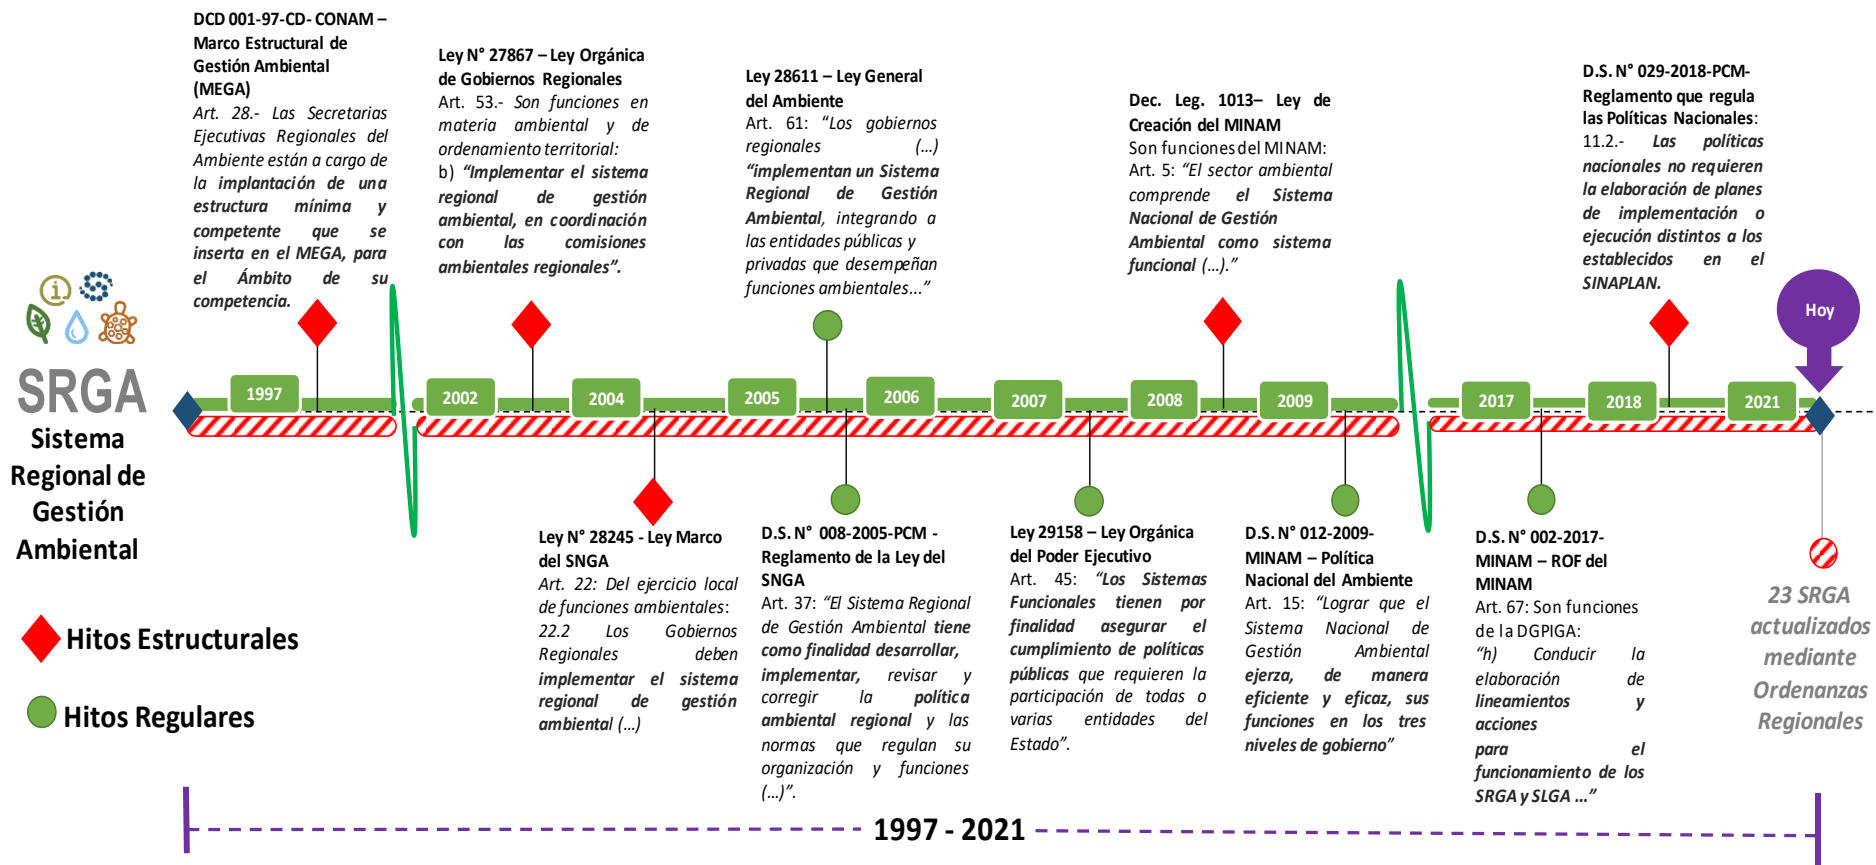 DCD 001-97-CD- CONAM –
Marco Estructural de
Gestión Ambiental
(MEGA)
Art. 28.- Las Secretarias
Ejecutivas Regionales del
Ambiente están a cargo de
la implantación de una
estructura mínima y
competente que se
inserta en el MEGA, para
el Ámbito de su
competencia.
Ley N° 27867 – Ley Orgánica
de Gobiernos Regionales
Art. 53.- Son funciones en
materia ambiental y de
ordenamiento territorial:
b) “Implementar el sistema
regional de gestión
ambiental, en coordinación
con las comisiones
ambientales regionales”.
Ley 28611 – Ley General
del Ambiente
Art. 61: “Los gobiernos
regionales (…)
“implementan un Sistema
Regional de Gestión
Ambiental, integrando a
las entidades públicas y
privadas que desempeñan
funciones ambientales...”
Dec. Leg. 1013– Ley de
Creación del MINAM
Son funciones del MINAM:
Art. 5: “El sector ambiental
comprende el Sistema
Nacional de Gestión
Ambiental como sistema
funcional (…).”
D.S. N° 029-2018-PCM-
Reglamento que regula
las Políticas Nacionales:
11.2.- Las políticas
nacionales no requieren
la elaboración de planes
de implementación o
ejecución distintos a los
establecidos en el
SINAPLAN.
Hoy
SRGA
Sistema
Regional de
Gestión
Ambiental
1997
2002
2004
2005
2006
2007
2008
2009
2017
2018
2021
Ley N° 28245 - Ley Marco
del SNGA
Art. 22: Del ejercicio local
de funciones ambientales:
22.2 Los Gobiernos
Regionales deben
implementar el sistema
regional de gestión
ambiental (…)
D.S. N° 008-2005-PCM -
Reglamento de la Ley del
SNGA
Art. 37: “El Sistema Regional
de Gestión Ambiental tiene
como finalidad desarrollar,
implementar, revisar y
corregir la política
ambiental regional y las
normas que regulan su
organización y funciones
(…)”.
Ley 29158 – Ley Orgánica
del Poder Ejecutivo
Art. 45: “Los Sistemas
Funcionales tienen por
finalidad asegurar el
cumplimiento de políticas
públicas que requieren la
participación de todas o
varias entidades del
Estado”.
D.S. N° 012-2009-
MINAM – Política
Nacional del Ambiente
Art. 15: “Lograr que el
Sistema Nacional de
Gestión Ambiental
ejerza, de manera
eficiente y eficaz, sus
funciones en los tres
niveles de gobierno”
D.S. N° 002-2017-
MINAM – ROF del
MINAM
Art. 67: Son funciones
de la DGPIGA:
“h) Conducir la
elaboración de
lineamientos y
acciones
para el
funcionamiento de los
SRGA y SLGA …”
23 SRGA
actualizados
mediante
Ordenanzas
Regionales
Hitos Estructurales
Hitos Regulares
1997 - 2021